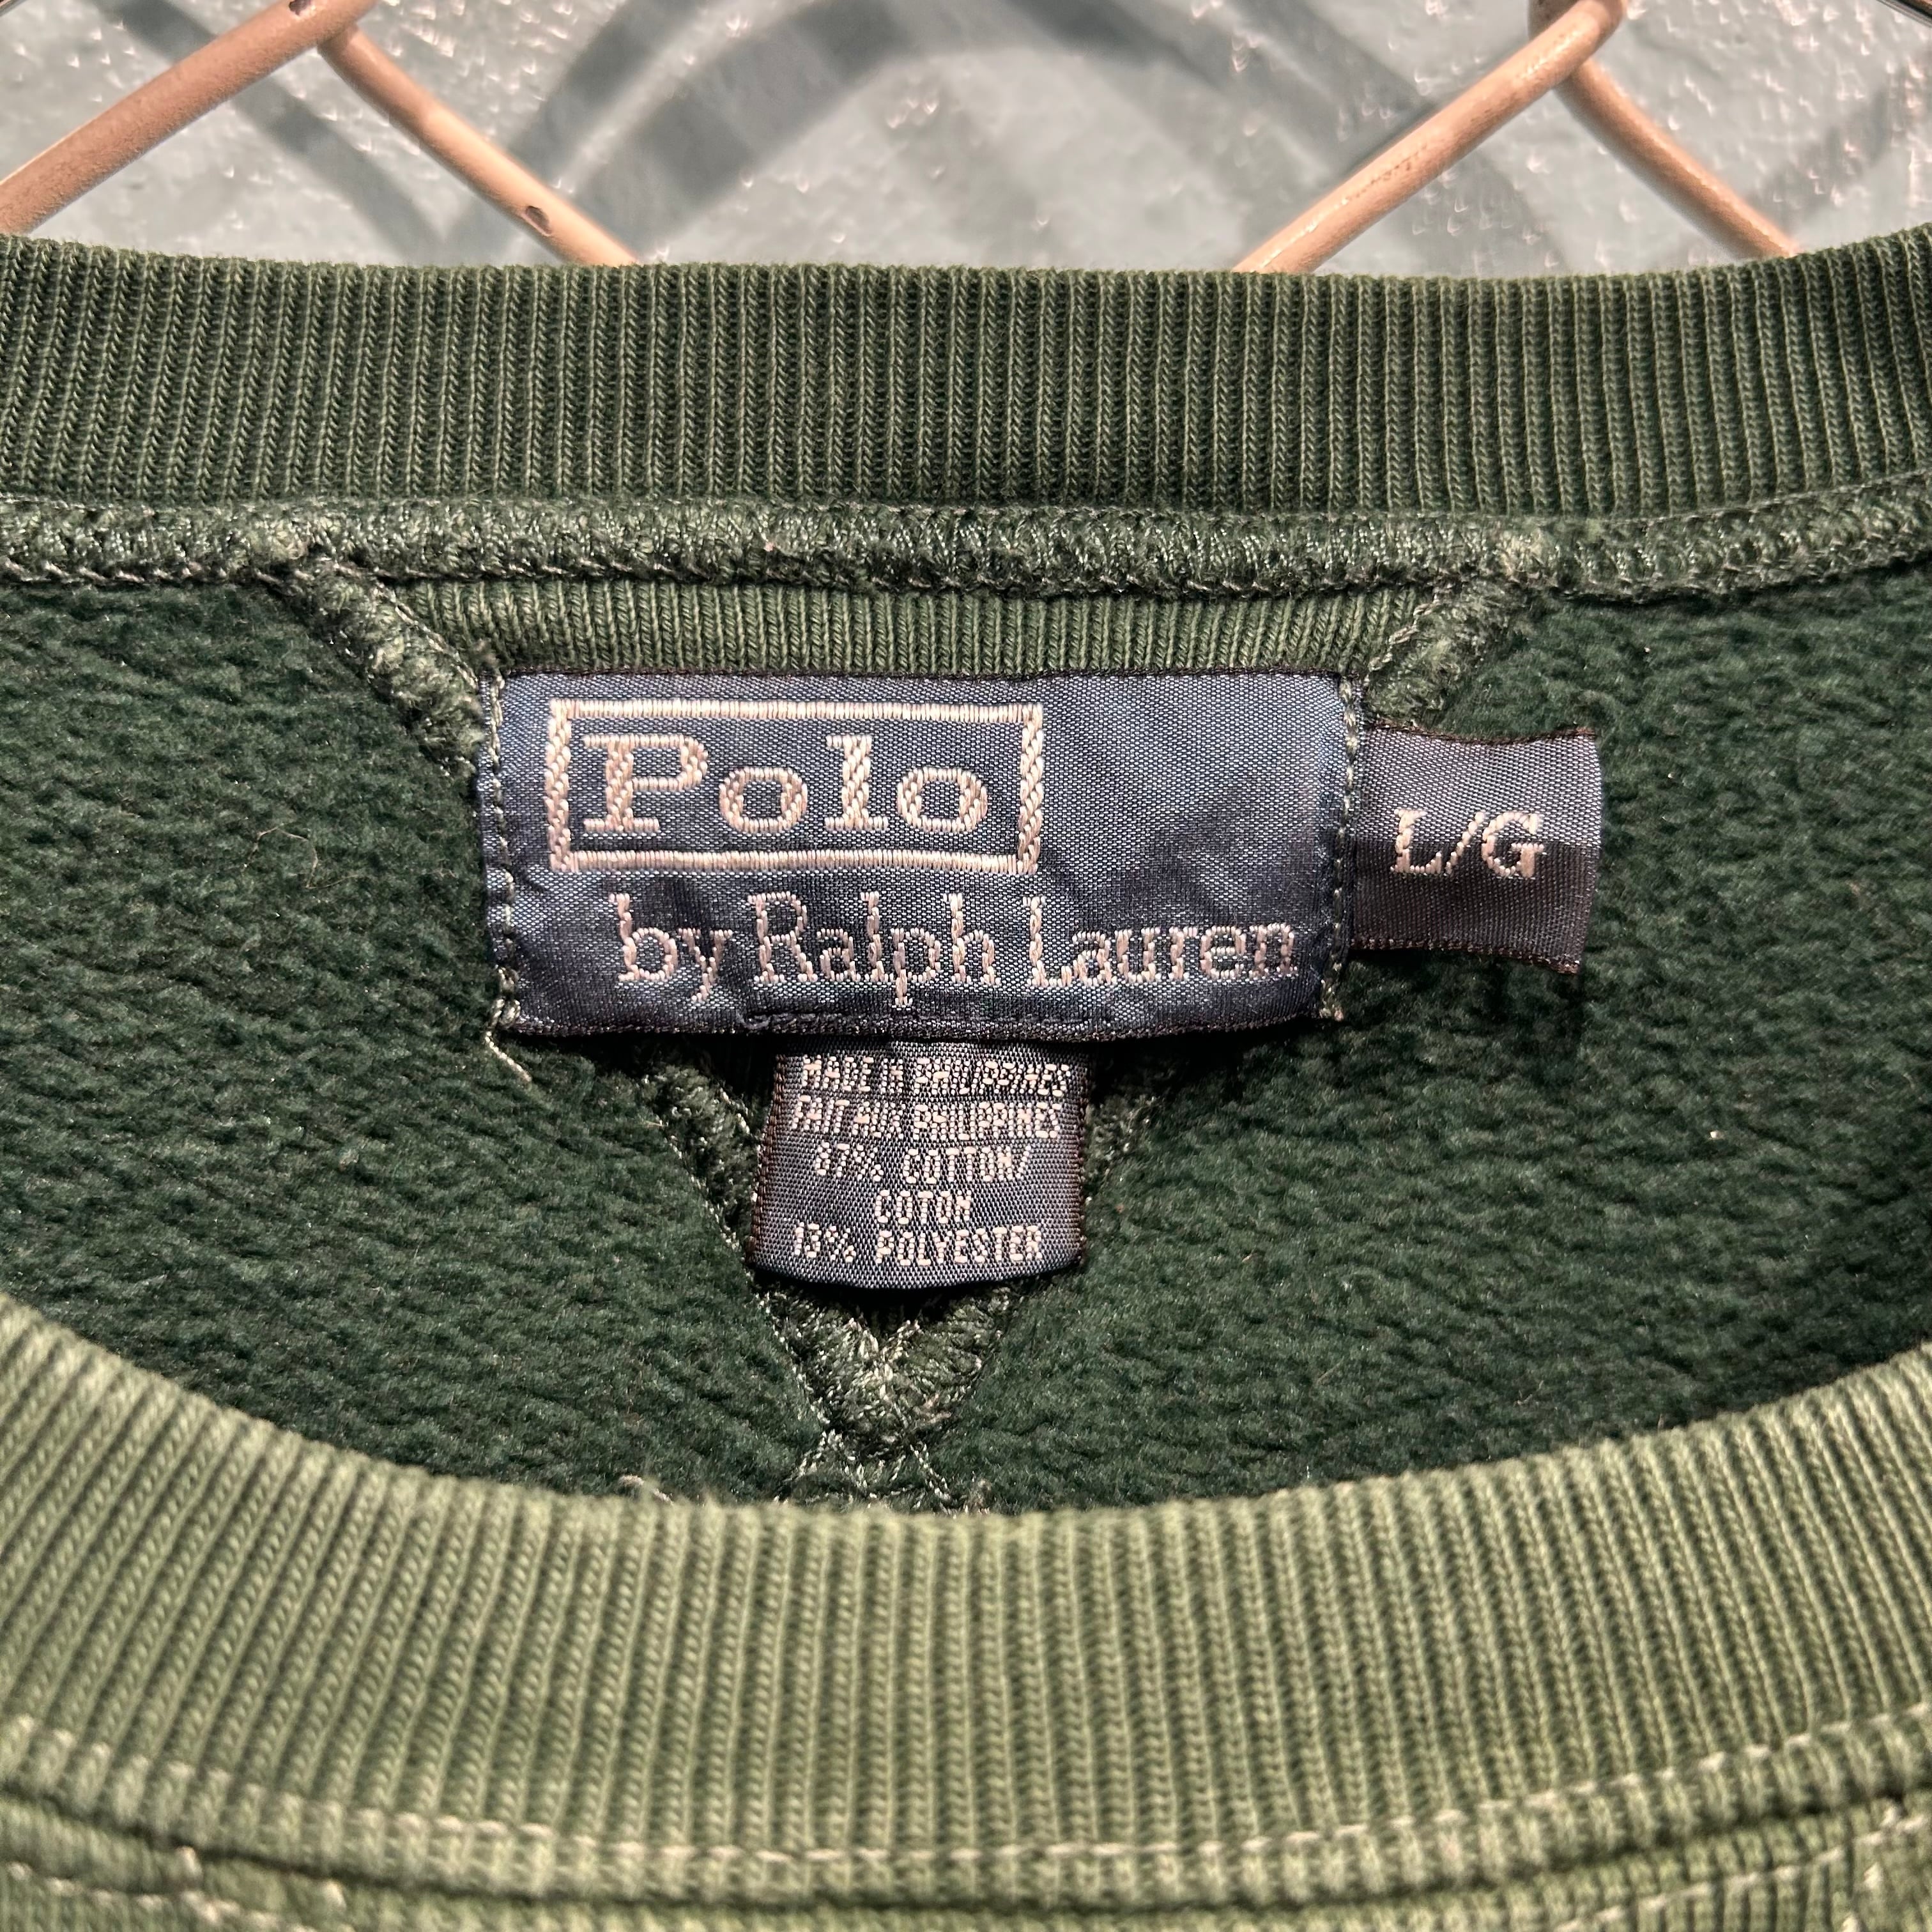 Polo
by Ralph Lauren
L/G
MADE IN PHILIPPINES
FAIT AUX PHILIPPINES
87% COTTON/
COTON
13% POLYESTER